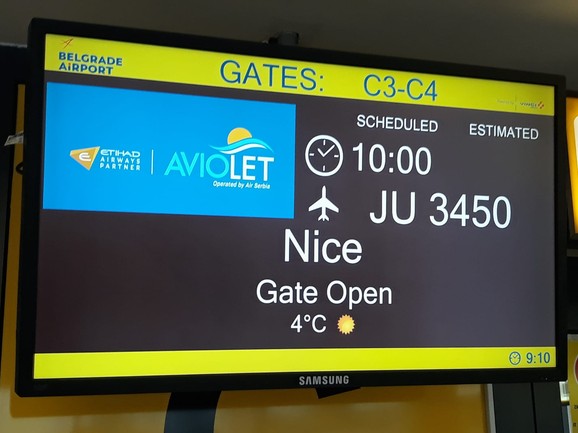 BELGRADE
AIRPORT
GATES: C3-C4
SCHEDULED ESTIMATED
ETIHAD
AIRWAYS
PARTNER
AVIOLET
Operated by Air Serbia
10:00
JU 3450
Nice
Gate Open
4°C
9:10
SAMSUNG